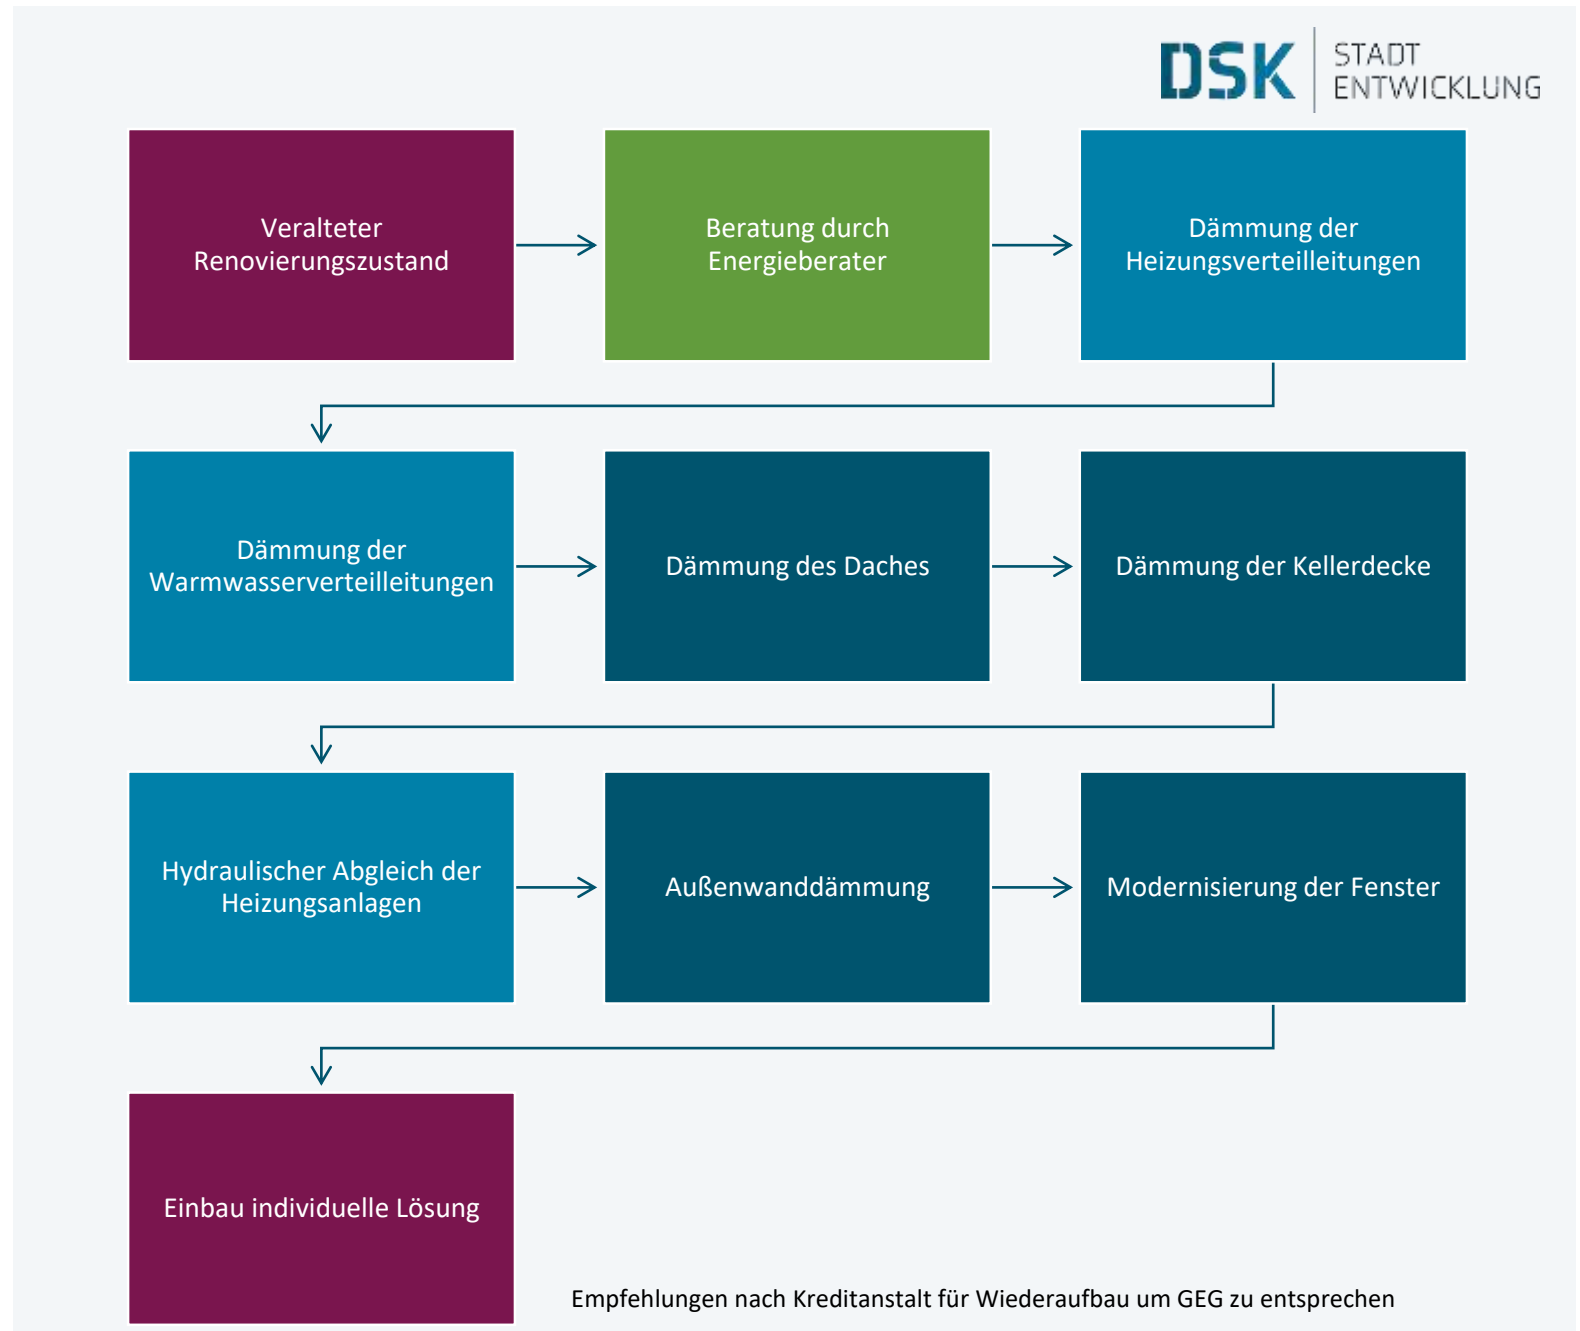 DSK
STADT
ENTWICKLUNG
Veralteter
Renovierungszustand
Beratung durch
Energieberater
Dämmung der
Heizungsverteilleitungen
Dämmung der
Warmwasserverteilleitungen
Dämmung des Daches
Dämmung der Kellerdecke
Hydraulischer Abgleich der
Heizungsanlagen
Außenwanddämmung
Modernisierung der Fenster
Einbau individuelle Lösung
Empfehlungen nach Kreditanstalt für Wiederaufbau um GEG zu entsprechen